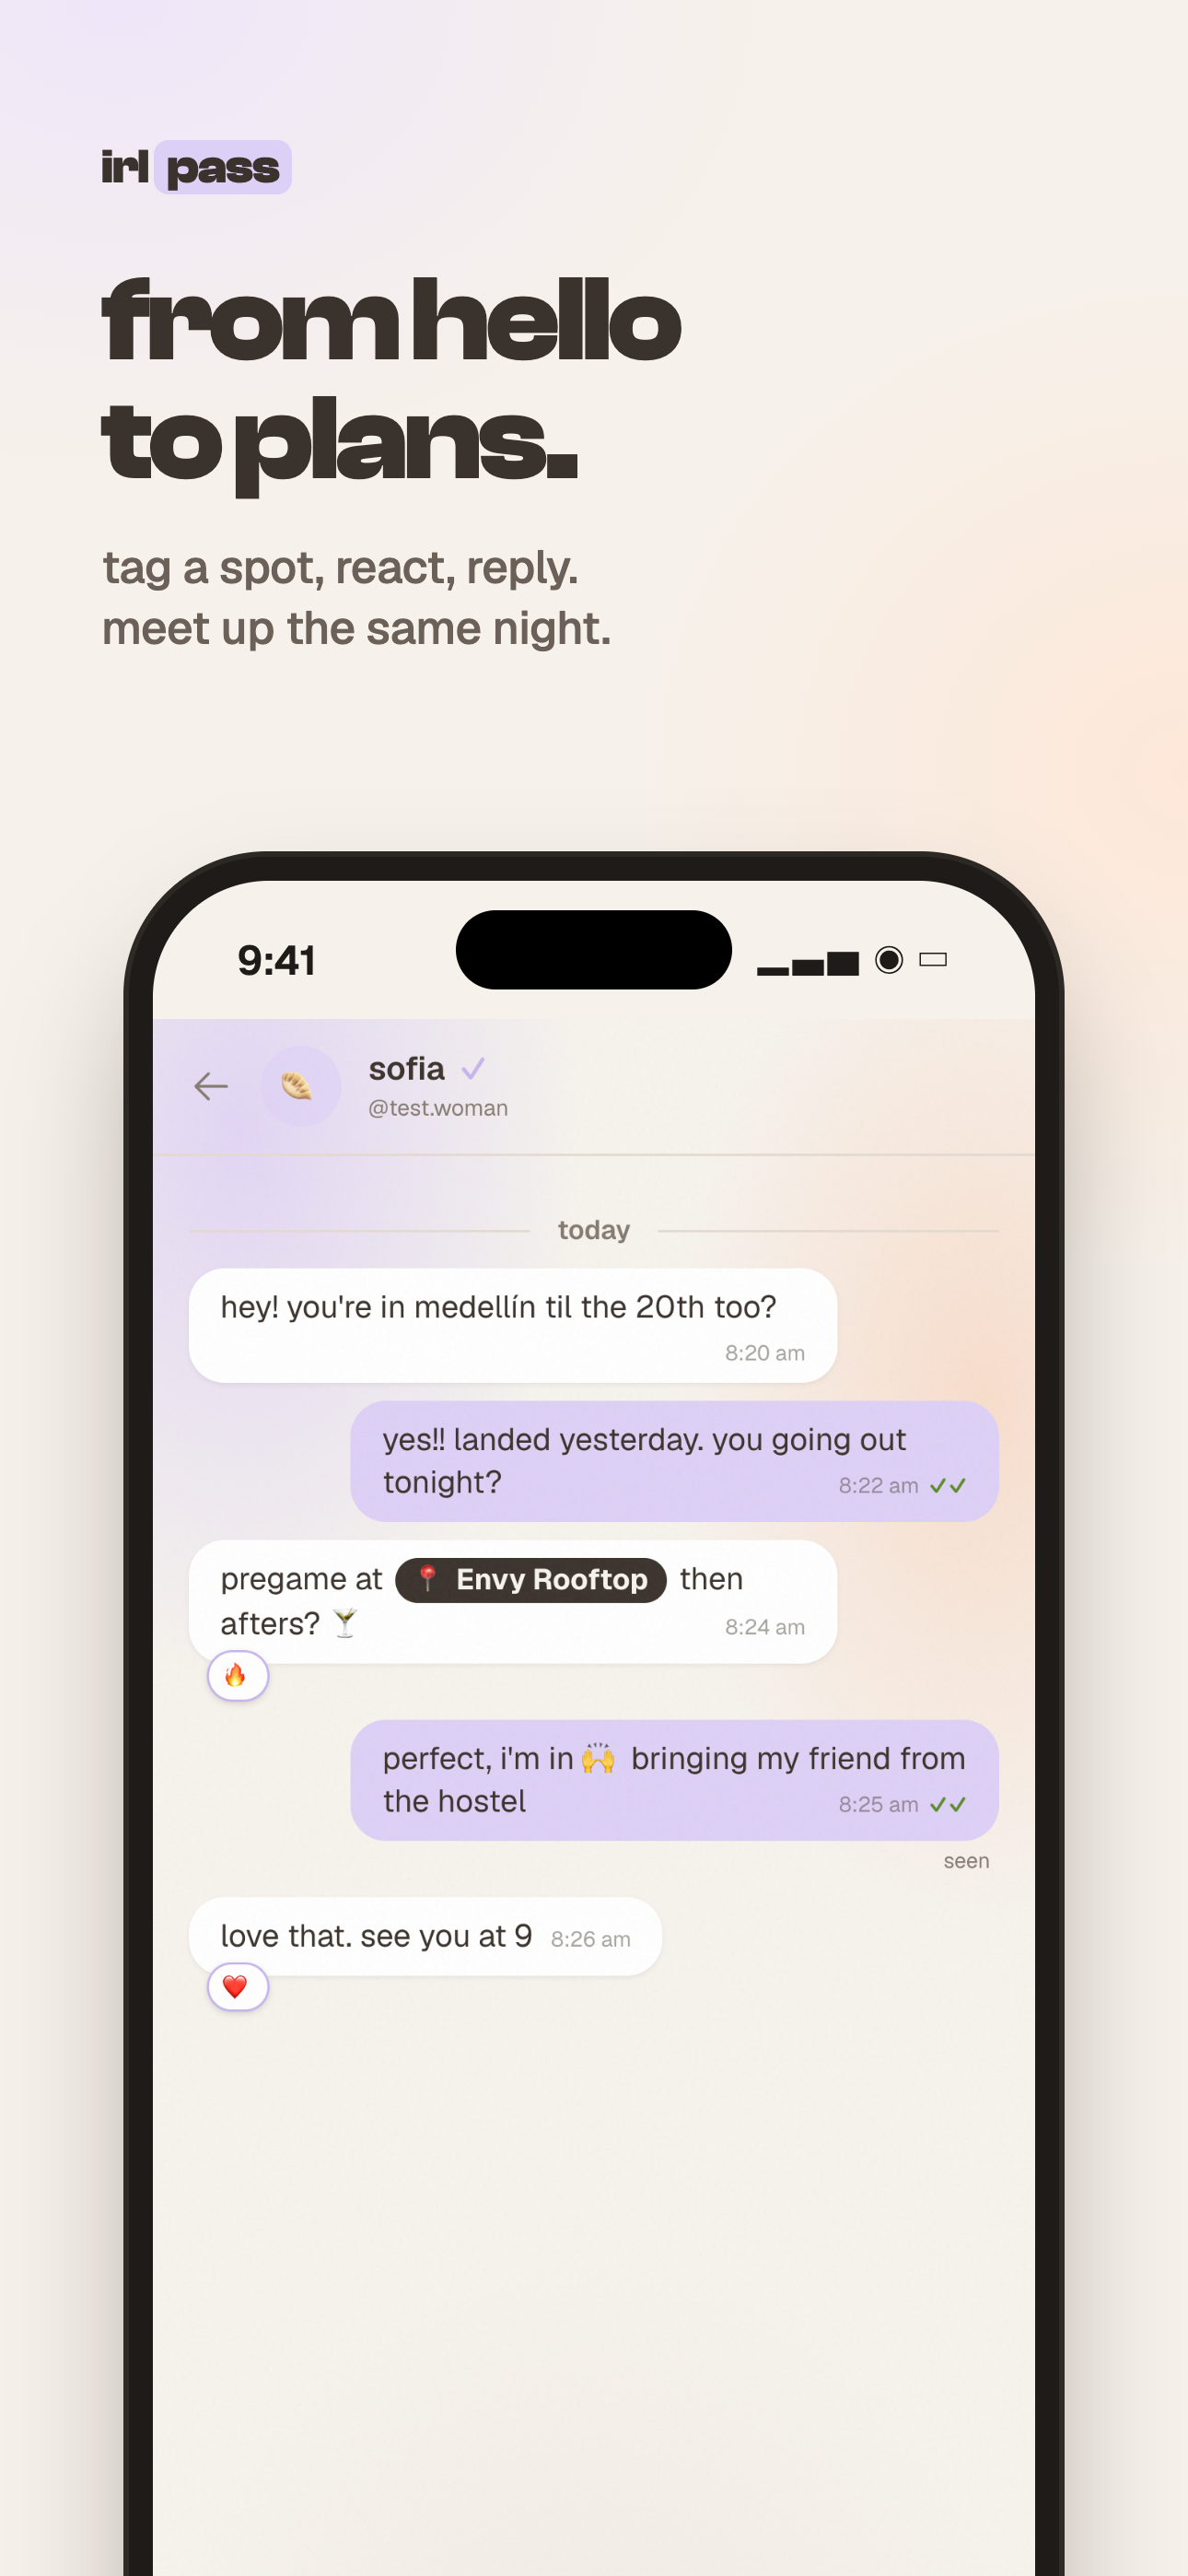 irl pass
from hello
to plans.
tag a spot, react, reply.
meet up the same night.
9:41
sofia ✓
@test.woman
today
hey! you're in medellín til the 20th too?
8:20 am
yes!! landed yesterday. you going out
tonight? 8:22 am ✓✓
pregame at 📍 Envy Rooftop then
afters? 🍸 8:24 am
🔥
perfect, i'm in 🙌 bringing my friend from
the hostel 8:25 am ✓✓
seen
love that. see you at 9 8:26 am
❤️